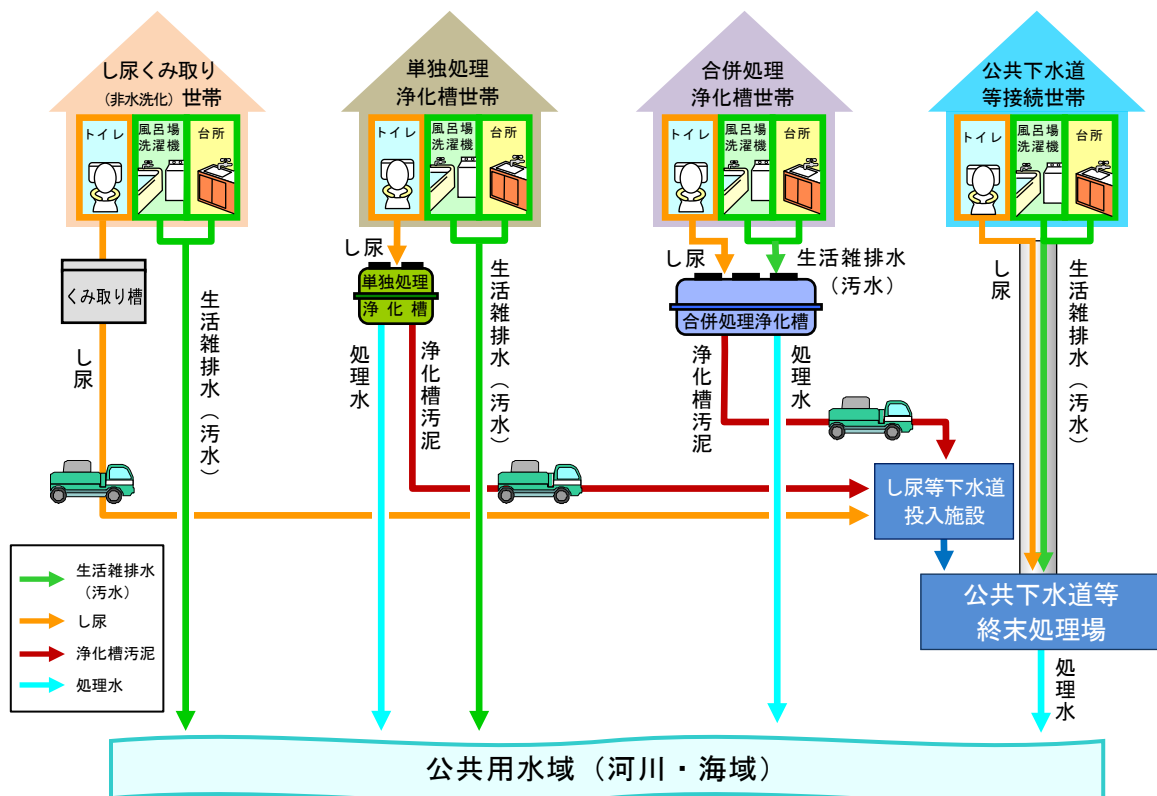 し尿くみ取り
（非水洗化）世帯
トイレ
風呂場
洗濯機
台所
くみ取り槽
し尿
生活雑排水（汚水）
単独処理
浄化槽世帯
トイレ
風呂場
洗濯機
台所
し尿
単独処理
浄化槽
処理水
浄化槽汚泥
生活雑排水（汚水）
合併処理
浄化槽世帯
トイレ
風呂場
洗濯機
台所
し尿
生活雑排水
（汚水）
合併処理浄化槽
浄化槽汚泥
処理水
公共下水道
等接続世帯
トイレ
風呂場
洗濯機
台所
し尿
生活雑排水（汚水）
し尿等下水道
投入施設
公共下水道等
終末処理場
処理水
生活雑排水
（汚水）
し尿
浄化槽汚泥
処理水
公共用水域（河川・海域）